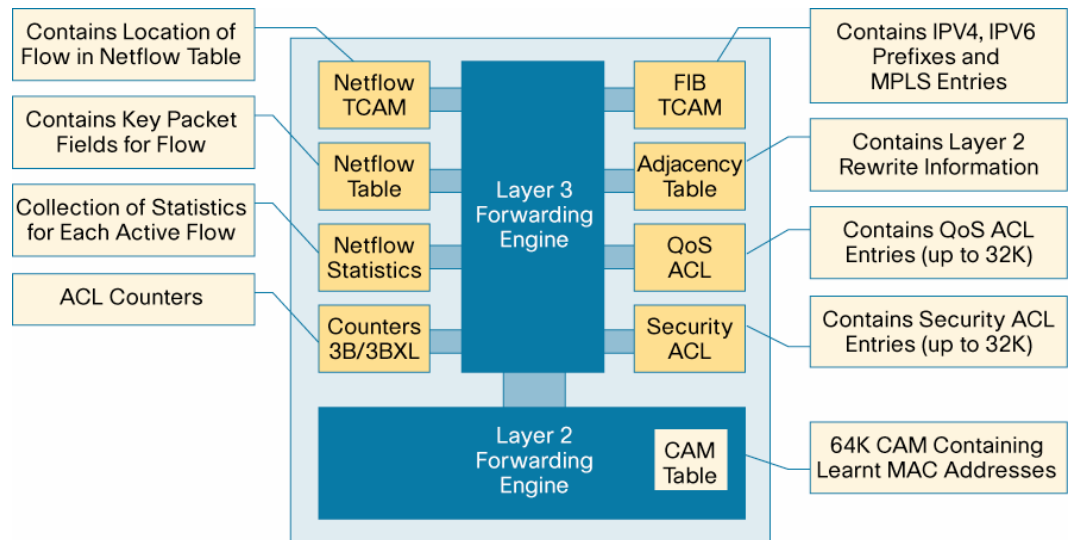 Contains Location of
Flow in Netflow Table
Contains Key Packet
Fields for Flow
Collection of Statistics
for Each Active Flow
ACL Counters
Netflow
TCAM
Netflow
Table
Netflow
Statistics
Counters
3B/3BXL
Layer 3
Forwarding
Engine
FIB
TCAM
Adjacency
Table
QoS
ACL
Security
ACL
Contains IPV4, IPV6
Prefixes and
MPLS Entries
Contains Layer 2
Rewrite Information
Contains QoS ACL
Entries (up to 32K)
Contains Security ACL
Entries (up to 32K)
Layer 2
Forwarding
Engine
CAM
Table
64K CAM Containing
Learnt MAC Addresses